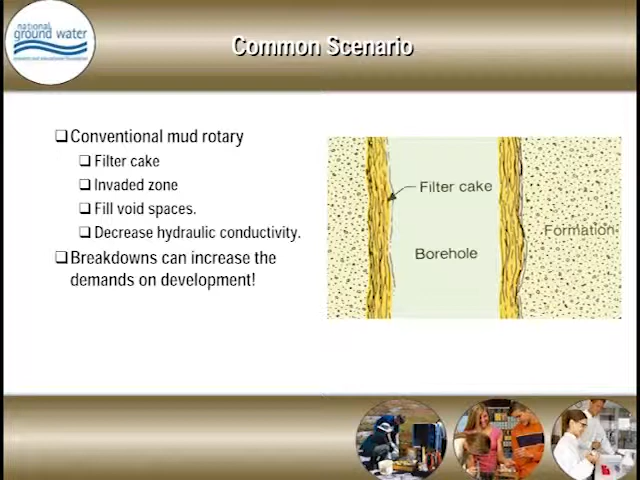 national
ground water
Common Scenario
❑Conventional mud rotary
❑ Filter cake
❑ Invaded zone
❑ Fill void spaces.
❑ Decrease hydraulic conductivity.
❑Breakdowns can increase the
demands on development!
Filter cake
Formation
Borehole